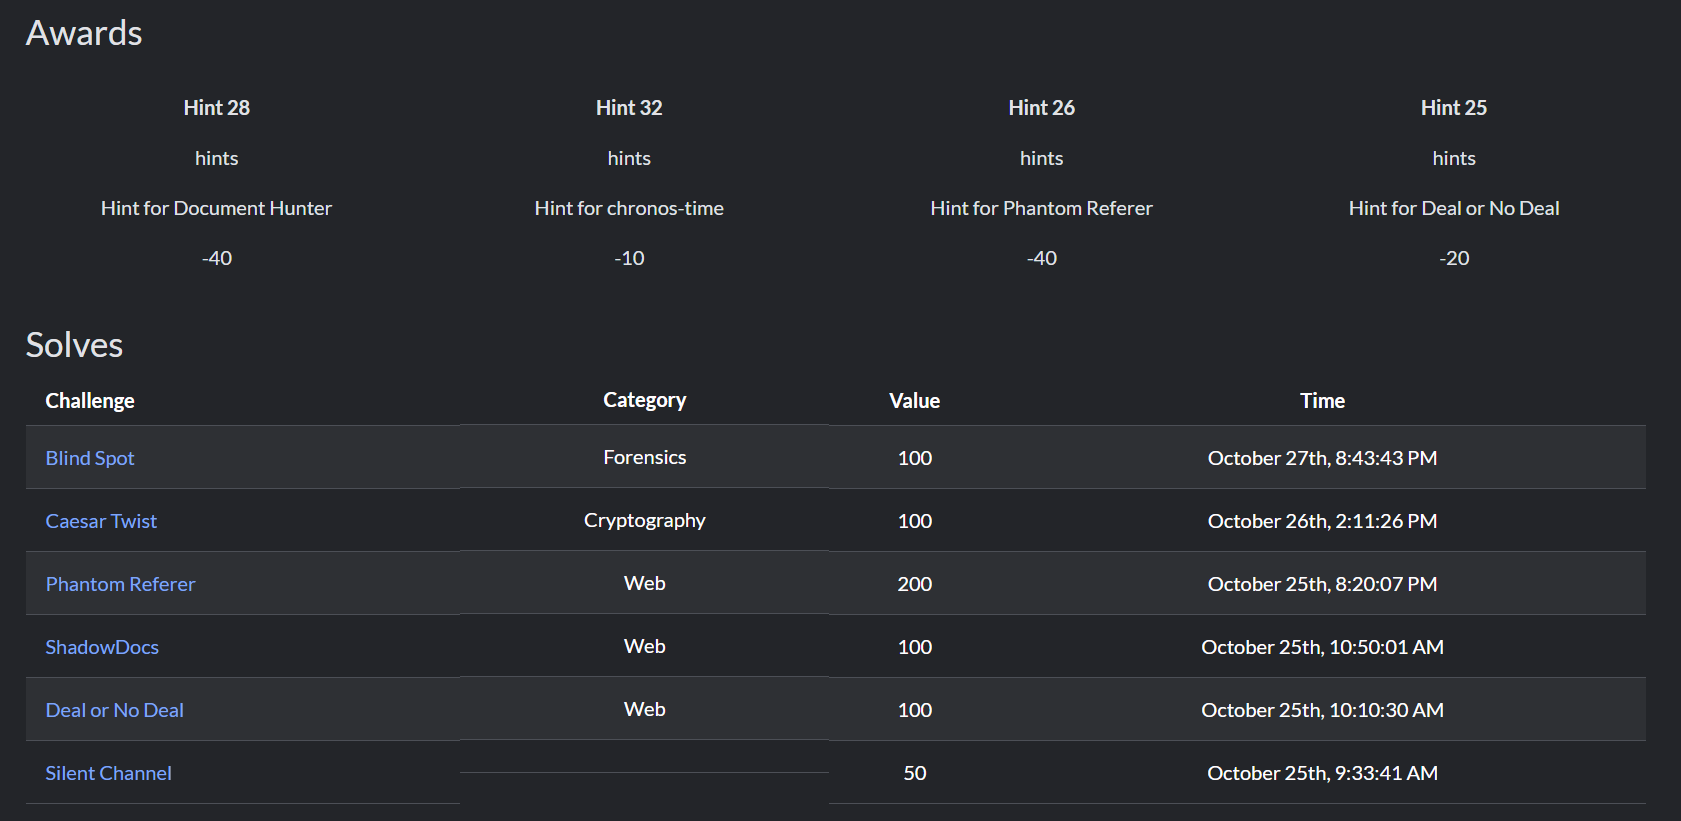 Awards
Hint 28 Hint 32 Hint 26 Hint 25
hints hints hints hints
Hint for Document Hunter Hint for chronos-time Hint for Phantom Referer Hint for Deal or No Deal
-40 -10 -40 -20
Solves
Challenge Category Value Time
Blind Spot Forensics 100 October 27th, 8:43:43 PM
Caesar Twist Cryptography 100 October 26th, 2:11:26 PM
Phantom Referer Web 200 October 25th, 8:20:07 PM
ShadowDocs Web 100 October 25th, 10:50:01 AM
Deal or No Deal Web 100 October 25th, 10:10:30 AM
Silent Channel 50 October 25th, 9:33:41 AM